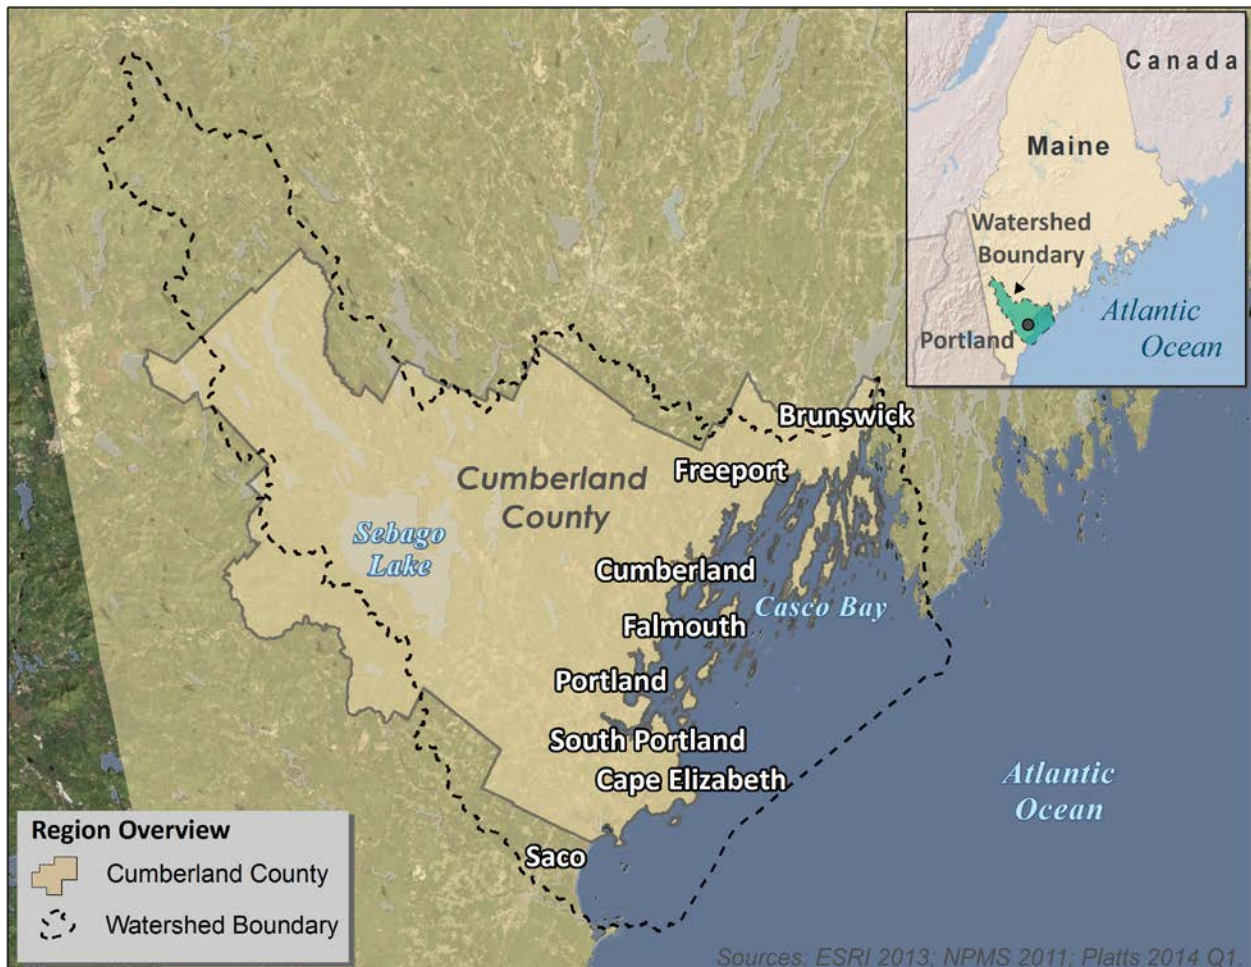 Canada
Maine
Watershed
Boundary
Portland
Atlantic
Ocean
Brunswick
Freeport
Cumberland
County
Sebago
Lake
Cumberland
Casco Bay
Falmouth
Portland
South Portland
Cape Elizabeth
Atlantic
Ocean
Saco
Region Overview
Cumberland County
Watershed Boundary
Sources: ESRI 2013; NPMS 2011; Platts 2014 Q1.